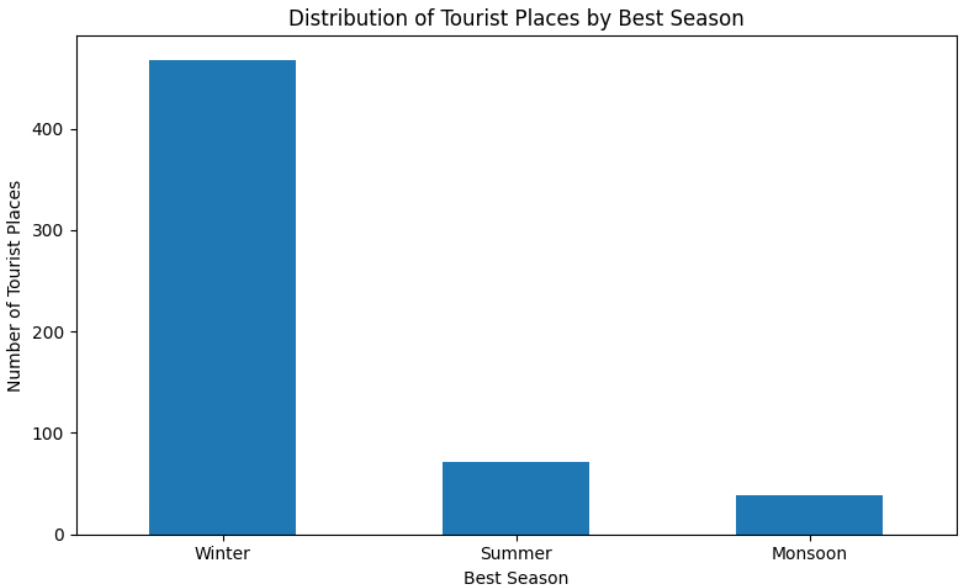 Distribution of Tourist Places by Best Season
Number of Tourist Places
400
300
200
100
0
Winter
Summer
Monsoon
Best Season